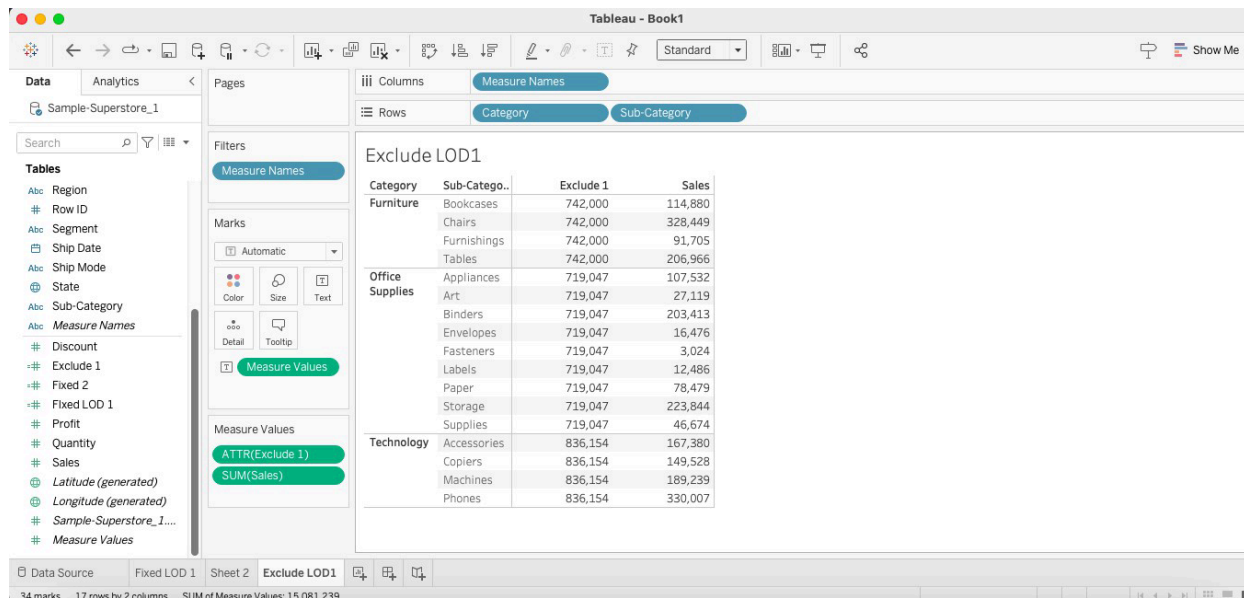 Tableau - Book1
Standard
Show Me
Data Analytics
Sample-Superstore_1
Search
Tables
Abc Region
# Row ID
Abc Segment
Ship Date
Abc Ship Mode
State
Abc Sub-Category
Abc Measure Names
# Discount
=# Exclude 1
=# Fixed 2
=# FIxed LOD 1
# Profit
# Quantity
# Sales
Latitude (generated)
Longitude (generated)
# Sample-Superstore_1....
# Measure Values
Pages
Filters
Measure Names
Marks
Automatic
Color Size Text
Detail Tooltip
Measure Values
Measure Values
ATTR(Exclude 1)
SUM(Sales)
Columns Measure Names
Rows Category Sub-Category
Exclude LOD1
Category Sub-Catego.. Exclude 1 Sales
Furniture Bookcases 742,000 114,880
Chairs 742,000 328,449
Furnishings 742,000 91,705
Tables 742,000 206,966
Office Appliances 719,047 107,532
Supplies Art 719,047 27,119
Binders 719,047 203,413
Envelopes 719,047 16,476
Fasteners 719,047 3,024
Labels 719,047 12,486
Paper 719,047 78,479
Storage 719,047 223,844
Supplies 719,047 46,674
Technology Accessories 836,154 167,380
Copiers 836,154 149,528
Machines 836,154 189,239
Phones 836,154 330,007
Data Source Fixed LOD 1 Sheet 2 Exclude LOD1
34 marks 17 rows by 2 columns SUM of Measure Values: 15,081,239